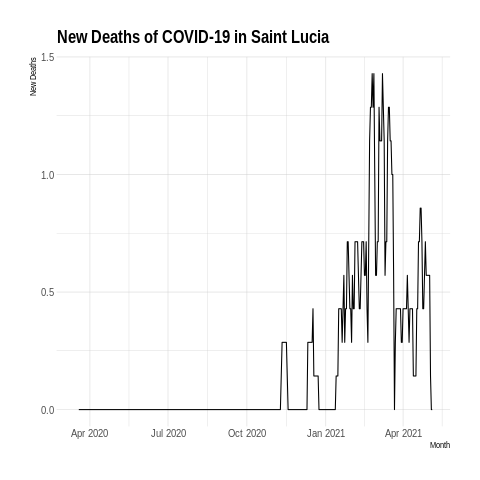 New Deaths of COVID-19 in Saint Lucia
New Deaths
1.5
1.0
0.5
0.0
Apr 2020 Jul 2020 Oct 2020 Jan 2021 Apr 2021
Month